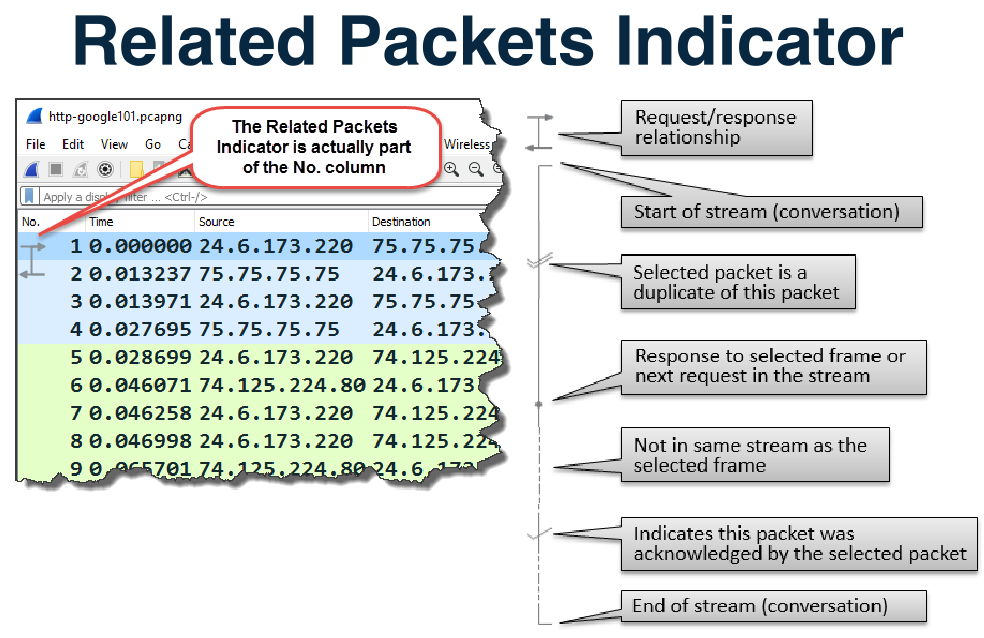 Related Packets Indicator
http-google101.pcapng
The Related Packets
Indicator is actually part
of the No. column
File Edit View Go Wireless
Apply a display filter ... <Ctrl-/>
No. Time Source Destination
1 0.000000 24.6.173.220 75.75.75.
2 0.013237 75.75.75.75 24.6.173.
3 0.013971 24.6.173.220 75.75.75.
4 0.027695 75.75.75.75 24.6.173.
5 0.028699 24.6.173.220 74.125.224
6 0.046071 74.125.224.80 24.6.173
7 0.046258 24.6.173.220 74.125.224
8 0.046998 24.6.173.220 74.125.224
9 0.065701 74.125.224.80 24.6.173
Request/response
relationship
Start of stream (conversation)
Selected packet is a
duplicate of this packet
Response to selected frame or
next request in the stream
Not in same stream as the
selected frame
Indicates this packet was
acknowledged by the selected packet
End of stream (conversation)